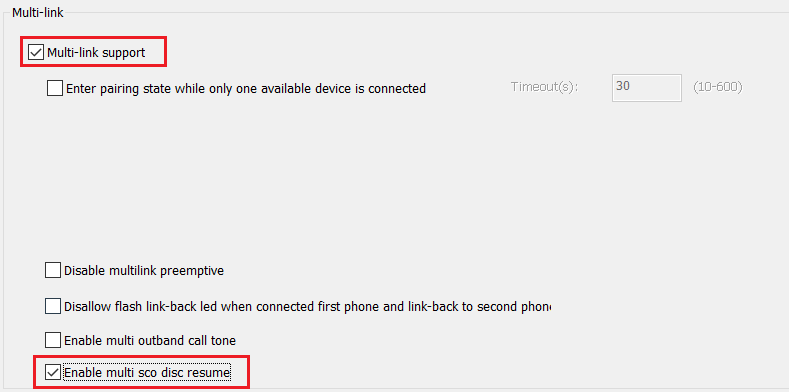 Multi-link
Multi-link support
Enter pairing state while only one available device is connected Timeout(s): 30 (10-600)
Disable multilink preemptive
Disallow flash link-back led when connected first phone and link-back to second phone
Enable multi outband call tone
Enable multi sco disc resume